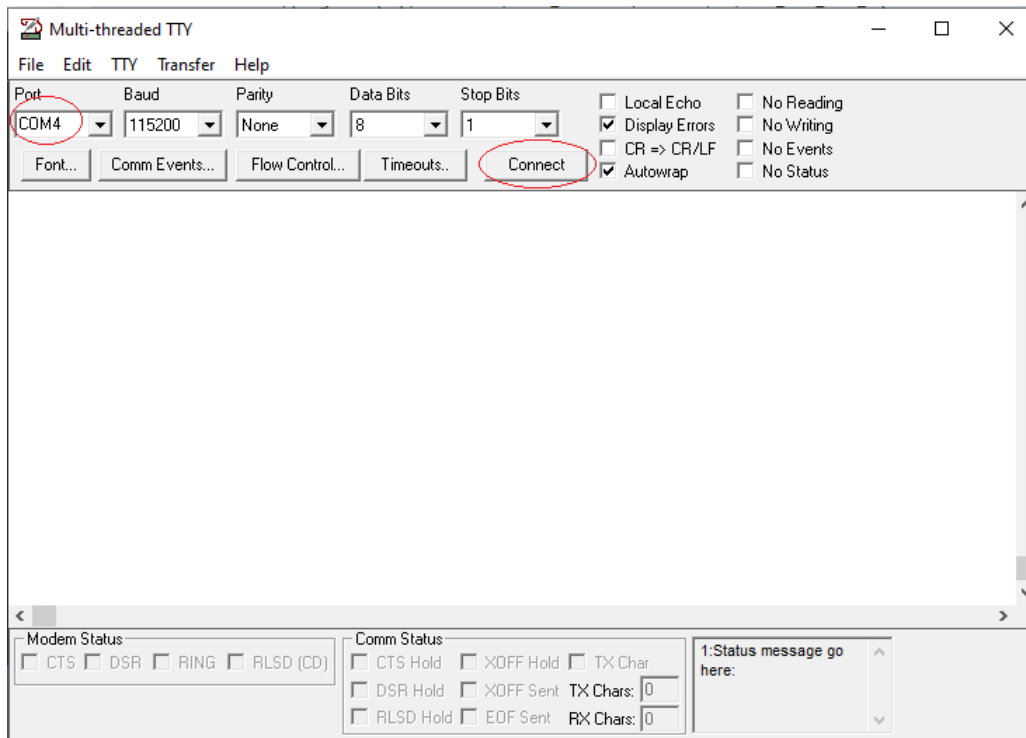 Multi-threaded TTY
File Edit TTY Transfer Help
Port Baud Parity Data Bits Stop Bits
COM4 115200 None 8 1
Font... Comm Events... Flow Control... Timeouts.. Connect
Local Echo No Reading
Display Errors No Writing
CR => CR/LF No Events
Autowrap No Status
Modem Status
CTS DSR RING RLSD (CD)
Comm Status
CTS Hold XOFF Hold TX Char
DSR Hold XOFF Sent TX Chars: 0
RLSD Hold EOF Sent RX Chars: 0
1:Status message go
here: